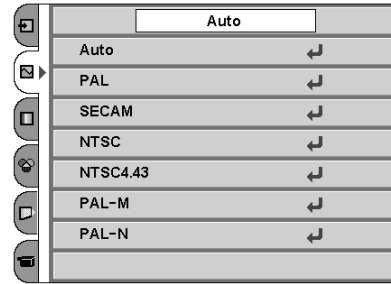 Auto
Auto
PAL
SECAM
NTSC
NTSC4.43
PAL-M
PAL-N